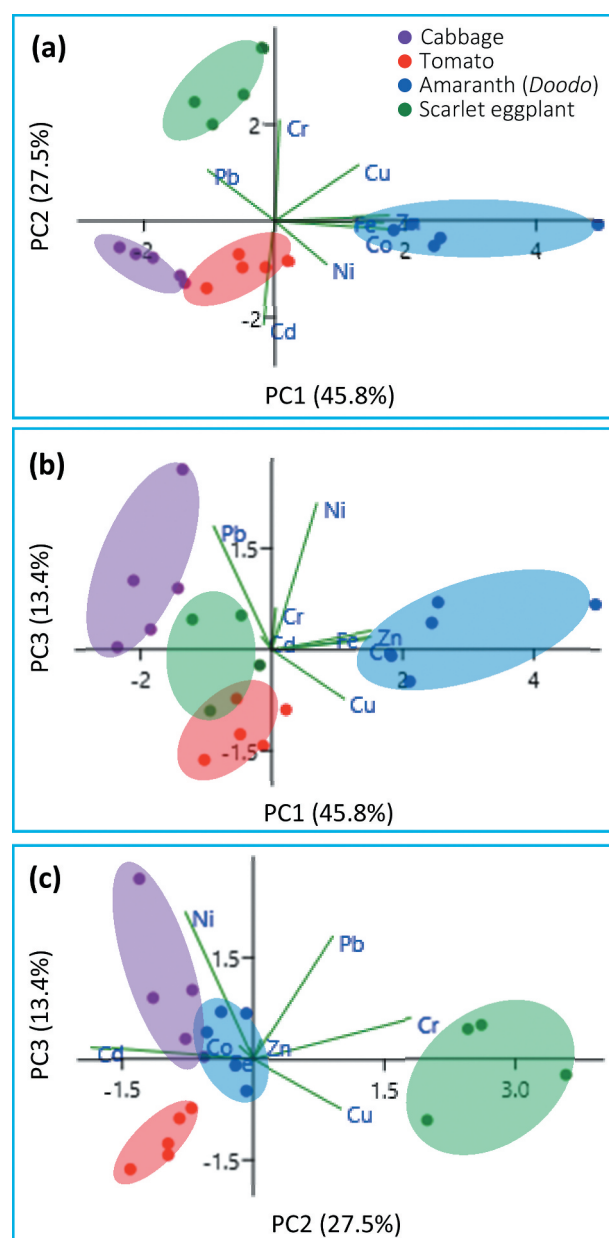 (a)
Cabbage
Tomato
Amaranth (Doodo)
Scarlet eggplant
PC2 (27.5%)
2
Cr
Cu
Pb
Fe
Zn
-2
2
4
Co
Ni
-2
Cd
PC1 (45.8%)
(b)
PC3 (13.4%)
Ni
Pb
1.5
Cr
Cd
Fe
Zn
-2
2
4
Cu
-1.5
PC1 (45.8%)
(c)
PC3 (13.4%)
Ni
Pb
1.5
Cr
Cd
Co
Zn
-1.5
1.5
3.0
Cu
-1.5
PC2 (27.5%)